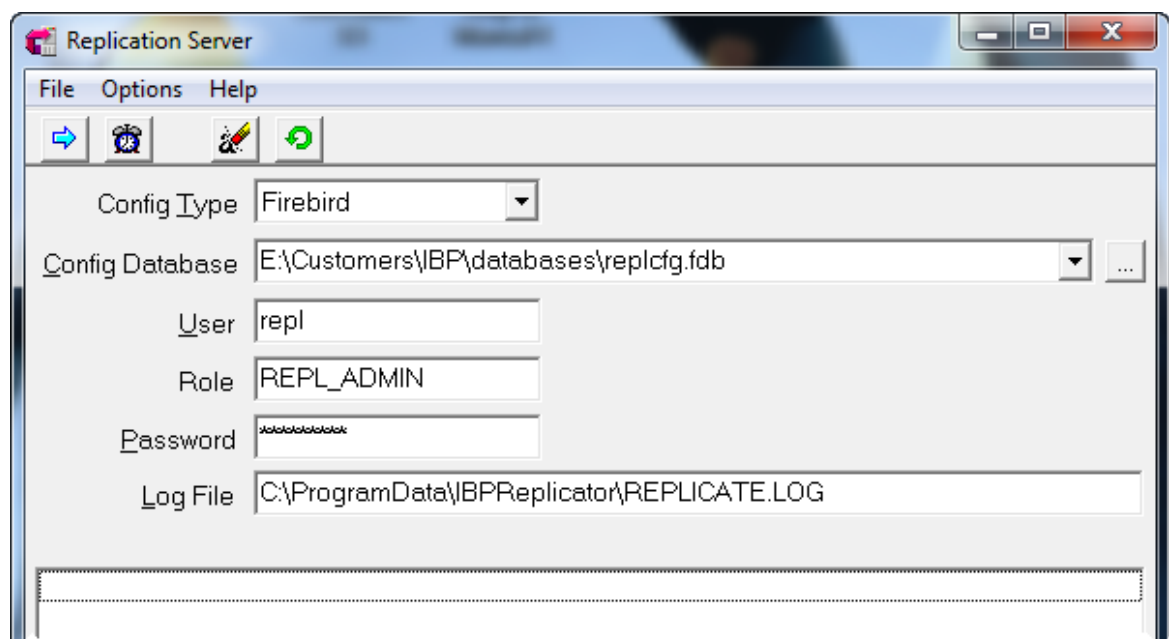 Replication Server
File Options Help
Config Type Firebird
Config Database E:\Customers\IBP\databases\replcfg.fdb ...
User repl
Role REPL_ADMIN
Password **********
Log File C:\ProgramData\IBPReplicator\REPLICATE.LOG